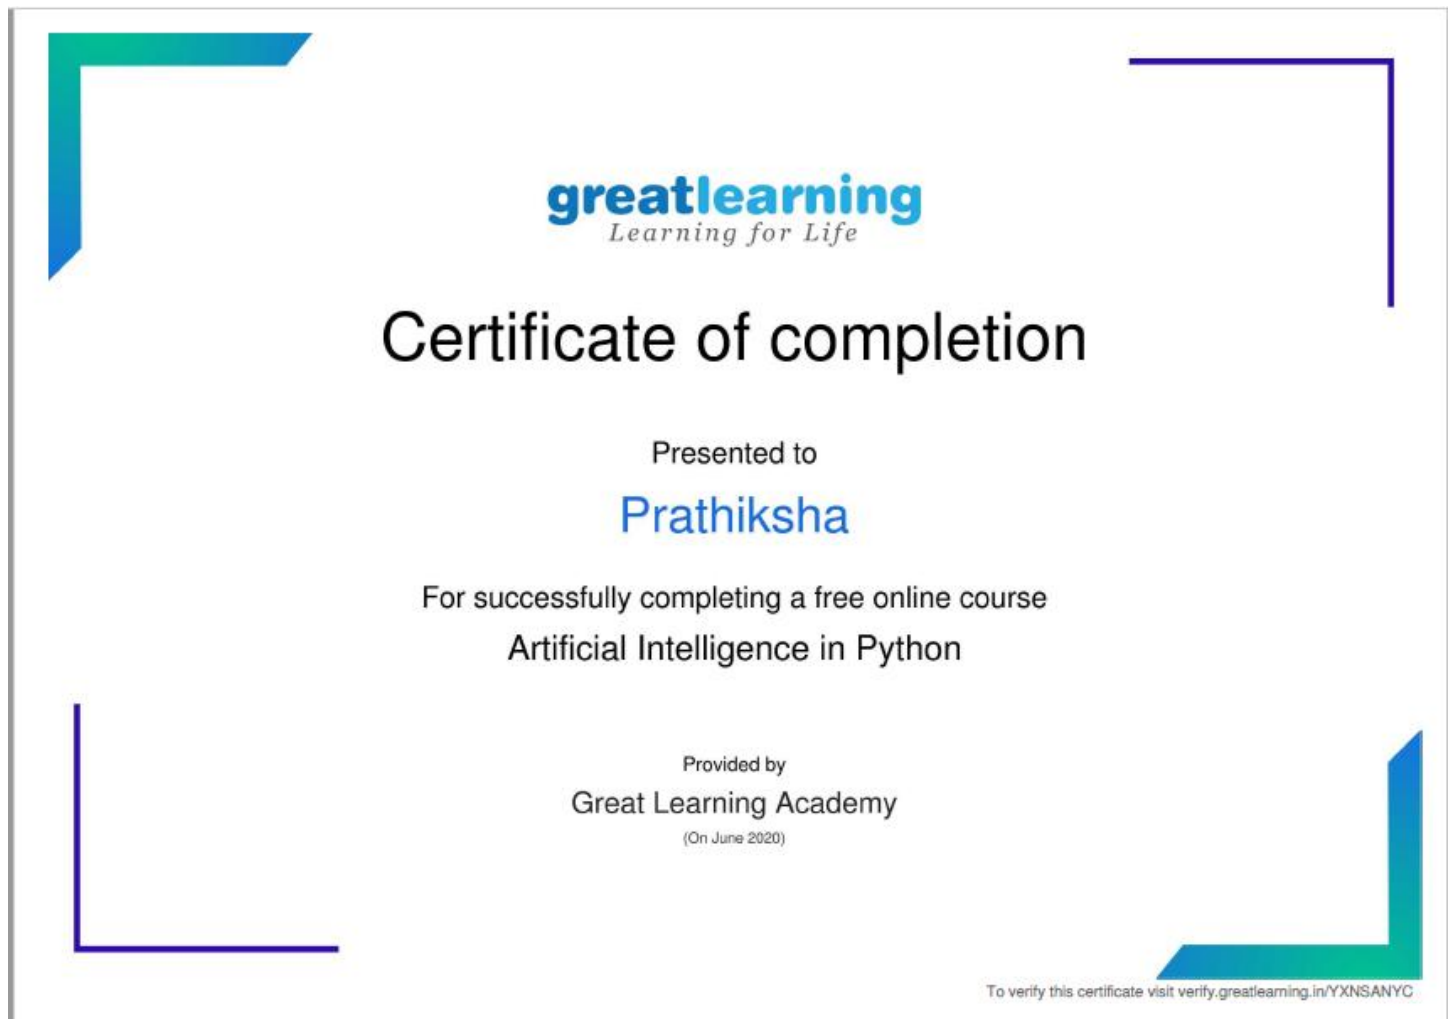 greatlearning
Learning for Life
Certificate of completion
Presented to
Prathiksha
For successfully completing a free online course
Artificial Intelligence in Python
Provided by
Great Learning Academy
(On June 2020)
To verify this certificate visit verify.greatlearning.in/YXNSANYC